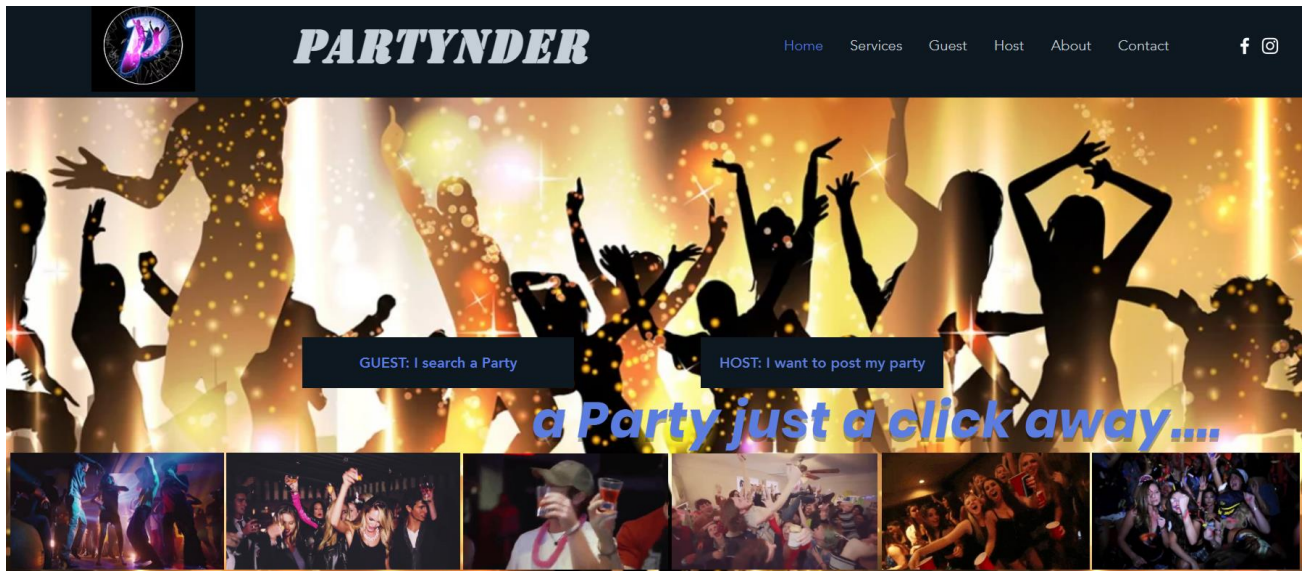 P
PARTYNDER
Home Services Guest Host About Contact
GUEST: I search a Party
HOST: I want to post my party
a Party just a click away....